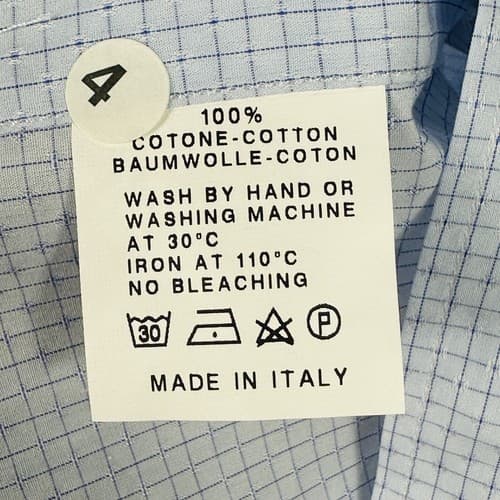 4
100%
COTONE-COTTON
BAUMWOLLE-COTON
WASH BY HAND OR
WASHING MACHINE
AT 30°C
IRON AT 110°C
NO BLEACHING
30 P
MADE IN ITALY